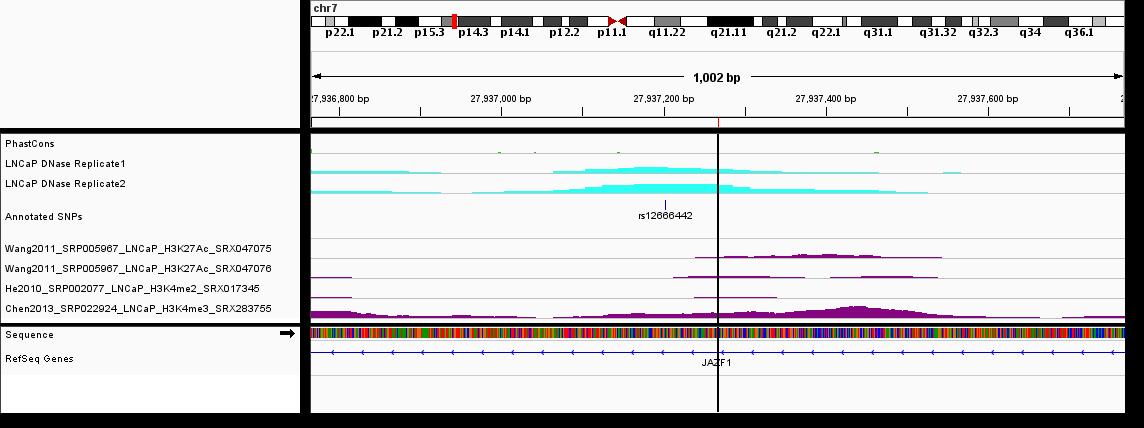 chr7
p22.1 p21.2 p15.3 p14.3 p14.1 p12.2 p11.1 q11.22 q21.11 q21.2 q22.1 q31.1 q31.32 q32.3 q34 q36.1
1,002 bp
27,936,800 bp 27,937,000 bp 27,937,200 bp 27,937,400 bp 27,937,600 bp
PhastCons
LNCaP DNase Replicate1
LNCaP DNase Replicate2
Annotated SNPs
rs12666442
Wang2011_SRP005967_LNCaP_H3K27Ac_SRX047075
Wang2011_SRP005967_LNCaP_H3K27Ac_SRX047076
He2010_SRP002077_LNCaP_H3K4me2_SRX017345
Chen2013_SRP022924_LNCaP_H3K4me3_SRX283755
Sequence
RefSeq Genes
JAZF1